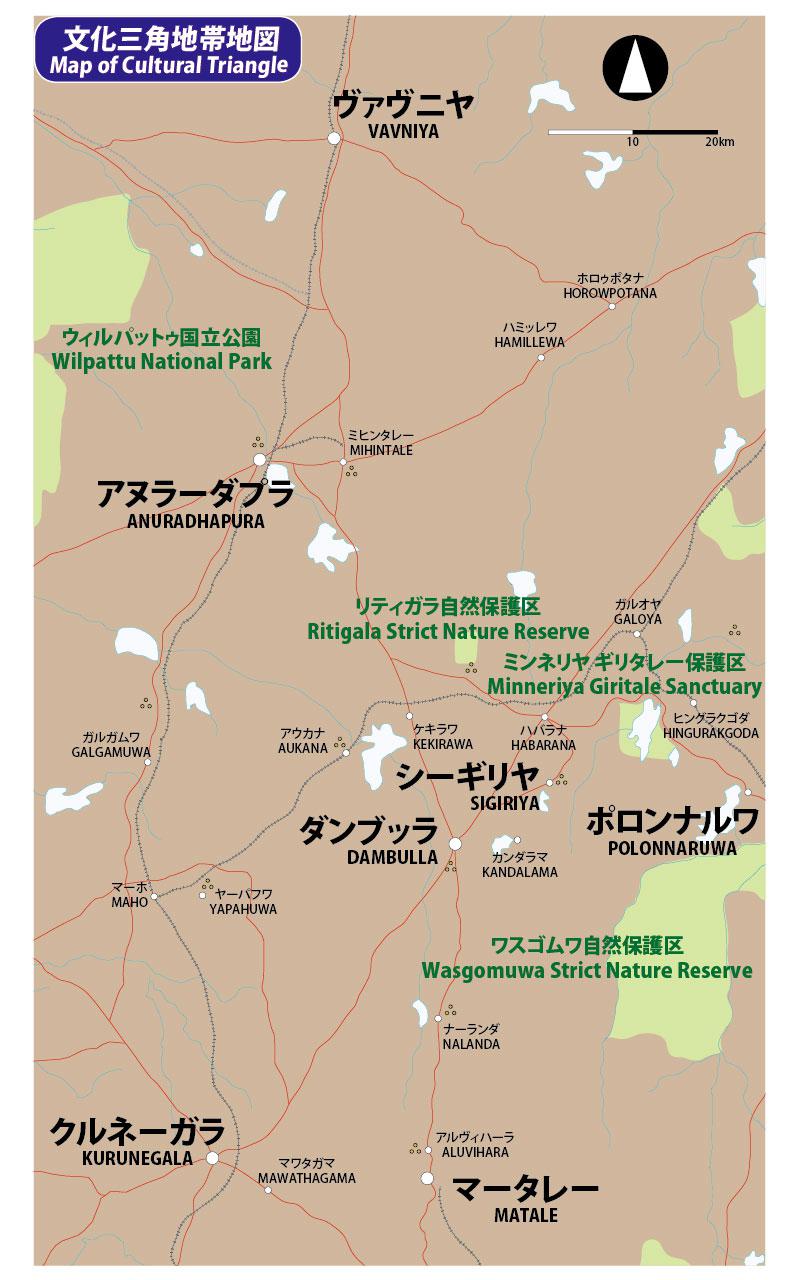 文化三角地帯地図
Map of Cultural Triangle
ヴァヴニヤ
VAVNIYA
10
20km
ホロゥポタナ
HOROWPOTANA
ハミッレワ
HAMILLEWA
ウィルパットゥ国立公園
Wilpattu National Park
ミヒンタレー
MIHINTALE
アヌラーダプラ
ANURADHAPURA
リティガラ自然保護区
Ritigala Strict Nature Reserve
ガルオヤ
GALOYA
ミンネリヤ ギリタレー保護区
Minneriya Giritale Sanctuary
ヒングラクゴダ
HINGURAKGODA
ガルガムワ
GALGAMUWA
アウカナ
AUKANA
ケキラワ
KEKIRAWA
ハバラナ
HABARANA
シーギリヤ
SIGIRIYA
ポロンナルワ
POLONNARUWA
ダンブッラ
DAMBULLA
カンダラマ
KANDALAMA
マーホ
MAHO
ヤーパフワ
YAPAHUWA
ワスゴムワ自然保護区
Wasgomuwa Strict Nature Reserve
ナーランダ
NALANDA
クルネーガラ
KURUNEGALA
マワタガマ
MAWATHAGAMA
アルヴィハーラ
ALUVIHARA
マータレー
MATALE